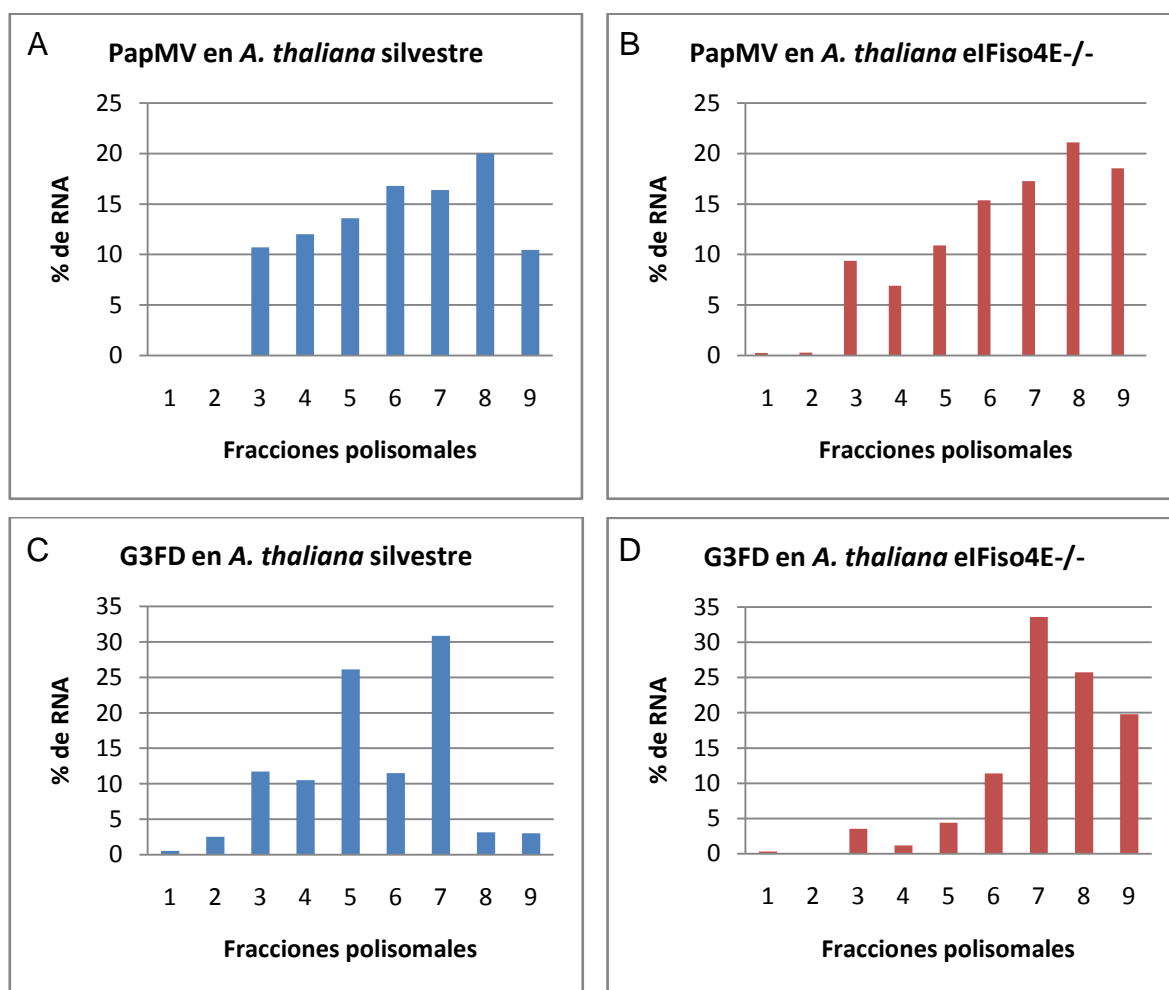 A
PapMV en A. thaliana silvestre
25
20
15
10
5
0
% de RNA
1 2 3 4 5 6 7 8 9
Fracciones polisomales
B
PapMV en A. thaliana eIFiso4E-/-
25
20
15
10
5
0
% de RNA
1 2 3 4 5 6 7 8 9
Fracciones polisomales
C
G3FD en A. thaliana silvestre
35
30
25
20
15
10
5
0
% de RNA
1 2 3 4 5 6 7 8 9
Fracciones polisomales
D
G3FD en A. thaliana eIFiso4E-/-
35
30
25
20
15
10
5
0
% de RNA
1 2 3 4 5 6 7 8 9
Fracciones polisomales